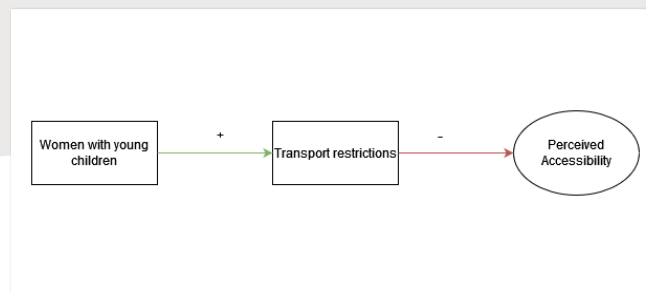 +
-
Women with young
children
Transport restrictions
Perceived
Accessibility